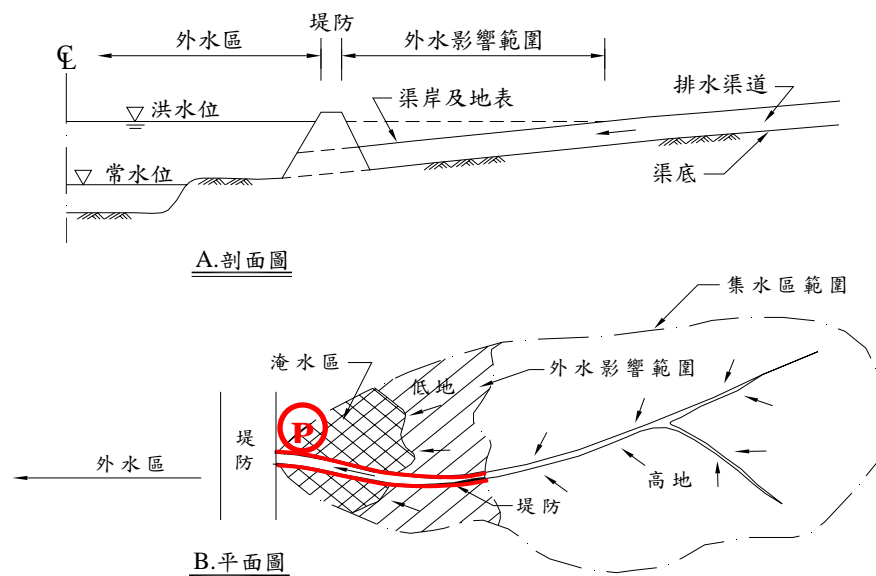 堤防
外水區
外水影響範圍
℄
洪水位
渠岸及地表
排水渠道
常水位
渠底
A.剖面圖
集水區範圍
淹水區
低地
外水影響範圍
P
堤防
外水區
高地
堤防
B.平面圖